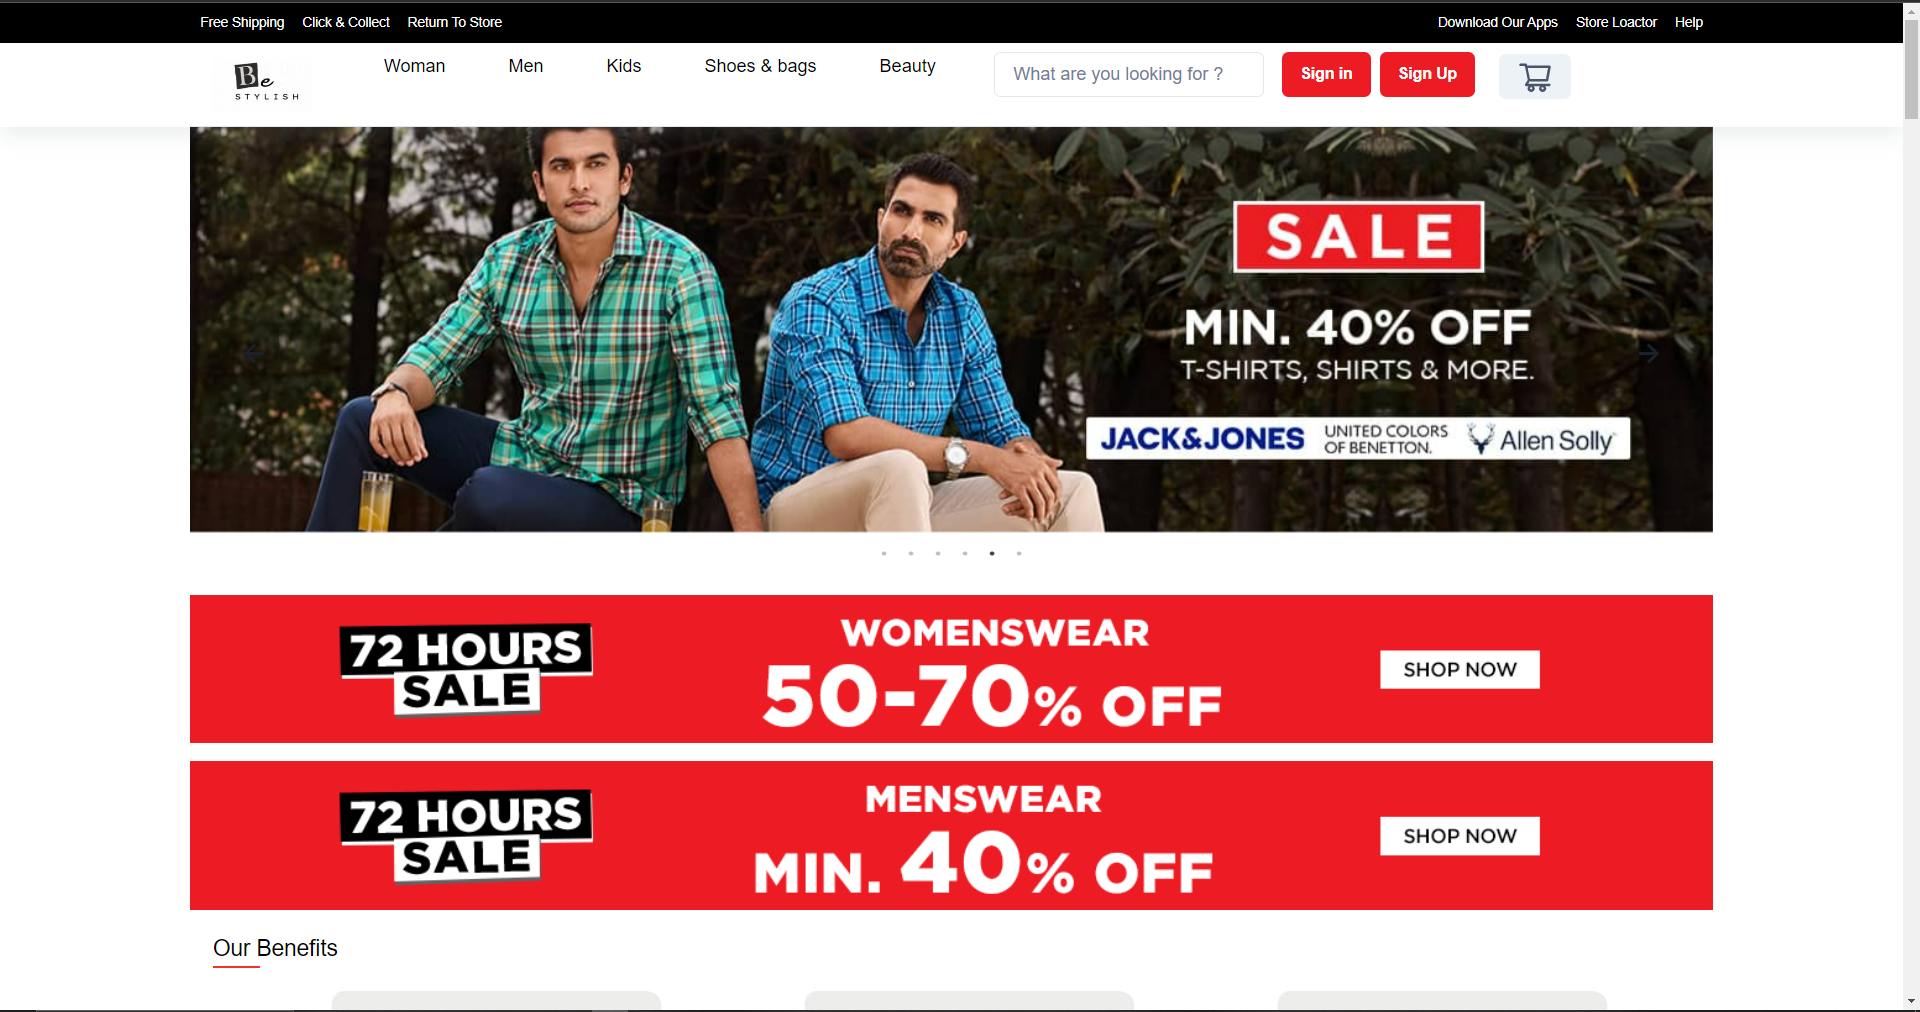 Free Shipping Click & Collect Return To Store Download Our Apps Store Loactor Help
Be
STYLISH
Woman Men Kids Shoes & bags Beauty What are you looking for ? Sign in Sign Up
SALE
MIN. 40% OFF
T-SHIRTS, SHIRTS & MORE.
JACK&JONES UNITED COLORS OF BENETTON. Allen Solly
72 HOURS
SALE
WOMENSWEAR
50-70% OFF
SHOP NOW
72 HOURS
SALE
MENSWEAR
MIN. 40% OFF
SHOP NOW
Our Benefits